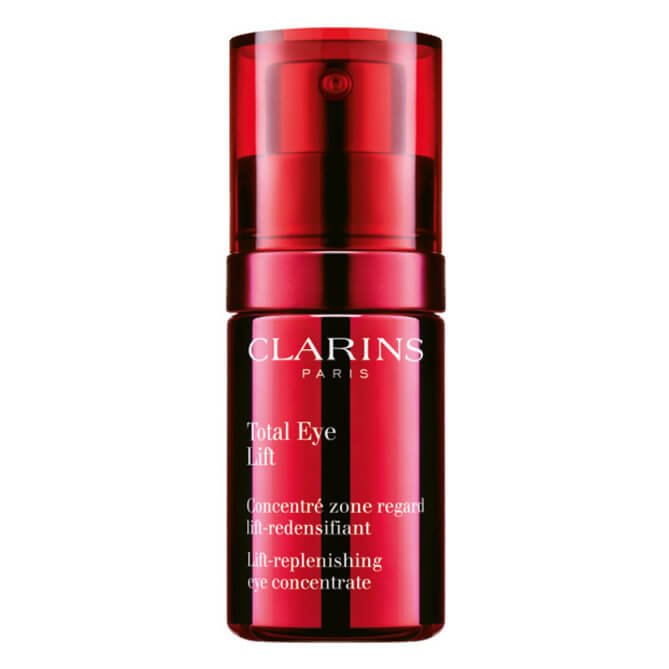 CLARINS
PARIS
Total Eye
Lift
Concentré zone regard
lift-redensifiant
Lift-replenishing
eye concentrate